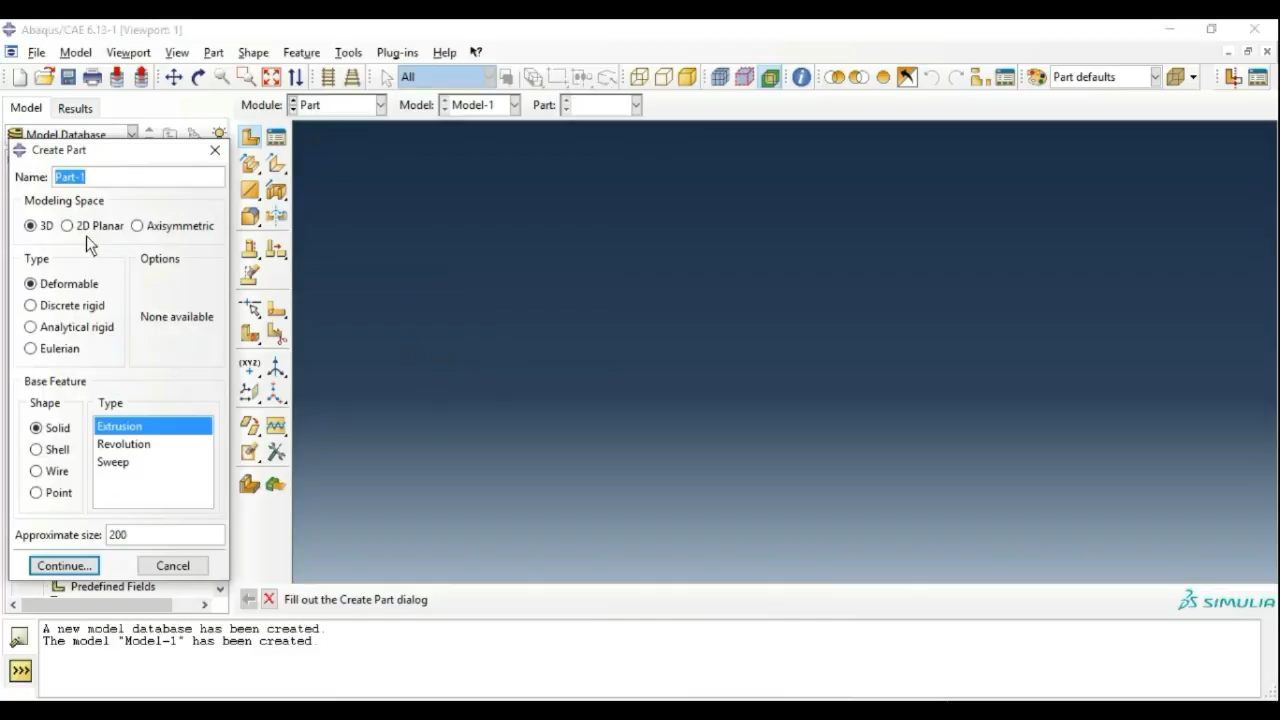 Abaqus/CAE 6.13-1 [Viewport: 1]
File Model Viewport View Part Shape Feature Tools Plug-ins Help
All
Part defaults
Model Results
Module: Part Model: Model-1 Part:
Model Database
Create Part
Name: Part-1
Modeling Space
3D 2D Planar Axisymmetric
Type Options
Deformable
Discrete rigid
None available
Analytical rigid
Eulerian
Base Feature
Shape Type
Solid Extrusion
Shell Revolution
Wire Sweep
Point
Approximate size: 200
Continue... Cancel
Predefined Fields
(XYZ)
Fill out the Create Part dialog
SIMULIA
A new model database has been created.
The model "Model-1" has been created.
>>>